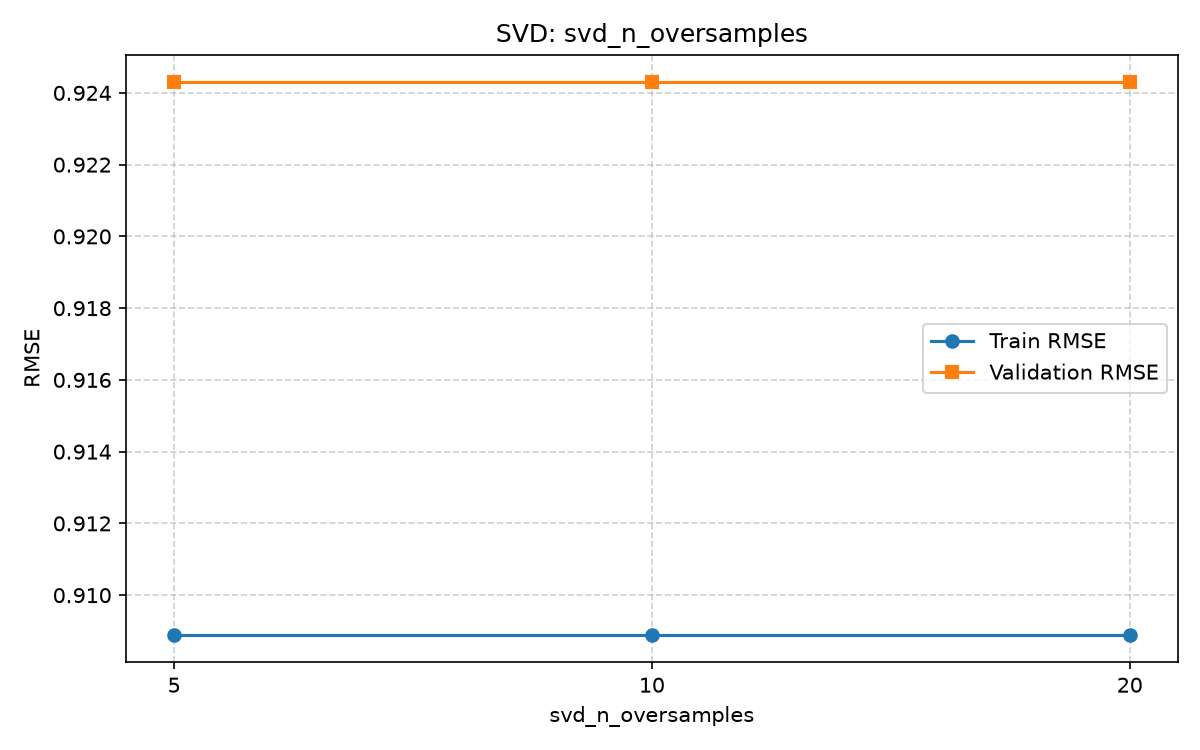 SVD: svd_n_oversamples
0.924
0.922
0.920
0.918
0.916
0.914
0.912
0.910
RMSE
Train RMSE
Validation RMSE
5 10 20
svd_n_oversamples